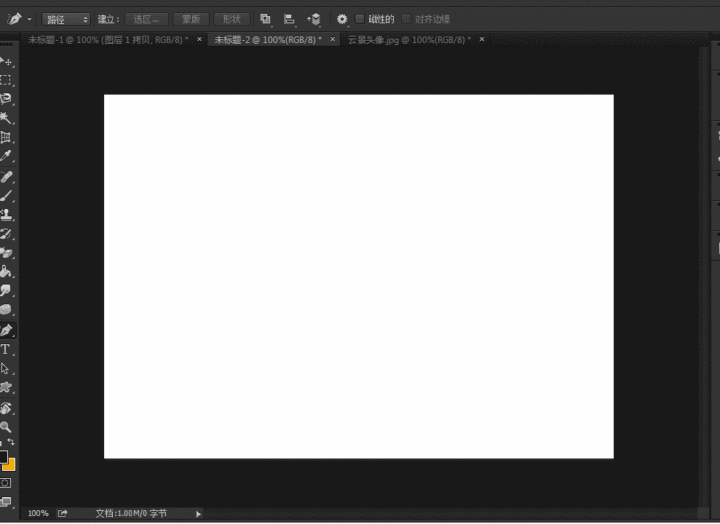 路径 建立： 选区... 蒙版 形状 磁性的 对齐边缘
未标题-1 @ 100% (图层 1 拷贝, RGB/8) * × 未标题-2 @ 100%(RGB/8) * × 云景头像.jpg @ 100%(RGB/8) * ×
T
100% 文档:1.00M/0 字节